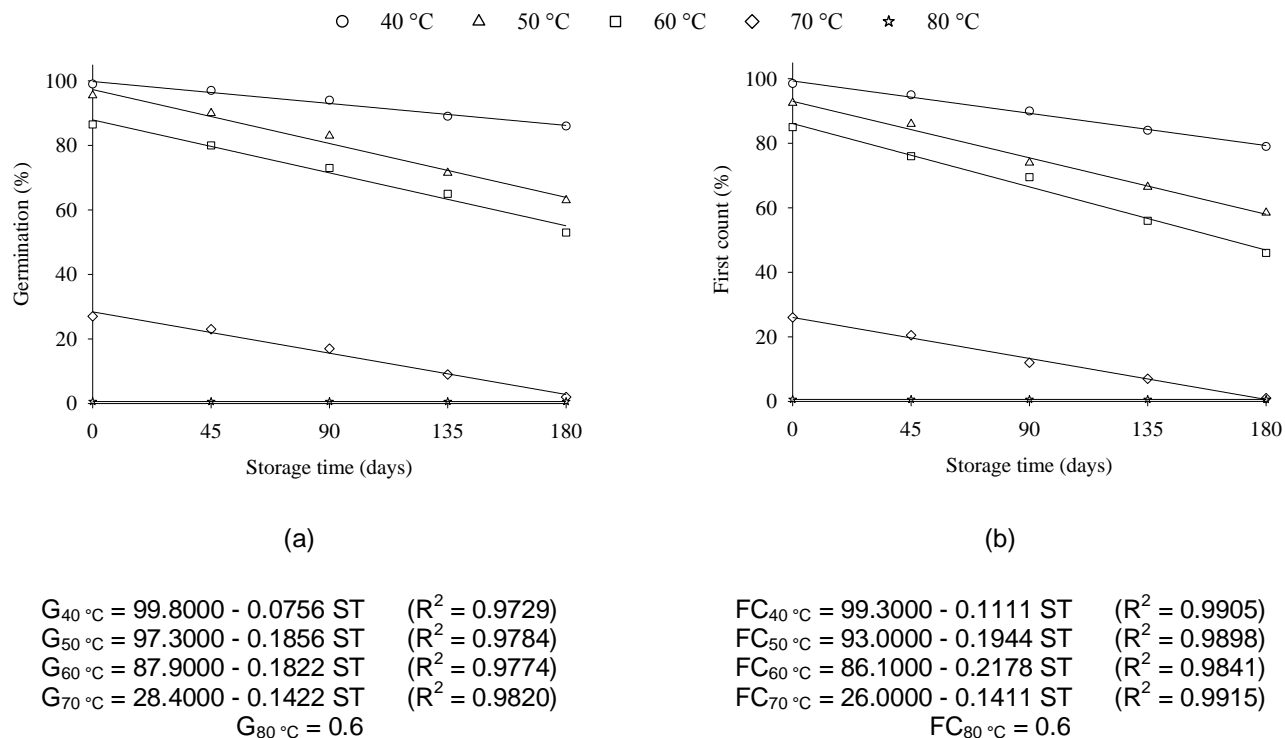 40 °C 50 °C 60 °C 70 °C 80 °C
Germination (%)
100
80
60
40
20
0
0 45 90 135 180
Storage time (days)
(a)
First count (%)
100
80
60
40
20
0
0 45 90 135 180
Storage time (days)
(b)
G40 °C = 99.8000 - 0.0756 ST (R2 = 0.9729)
G50 °C = 97.3000 - 0.1856 ST (R2 = 0.9784)
G60 °C = 87.9000 - 0.1822 ST (R2 = 0.9774)
G70 °C = 28.4000 - 0.1422 ST (R2 = 0.9820)
G80 °C = 0.6
FC40 °C = 99.3000 - 0.1111 ST (R2 = 0.9905)
FC50 °C = 93.0000 - 0.1944 ST (R2 = 0.9898)
FC60 °C = 86.1000 - 0.2178 ST (R2 = 0.9841)
FC70 °C = 26.0000 - 0.1411 ST (R2 = 0.9915)
FC80 °C = 0.6